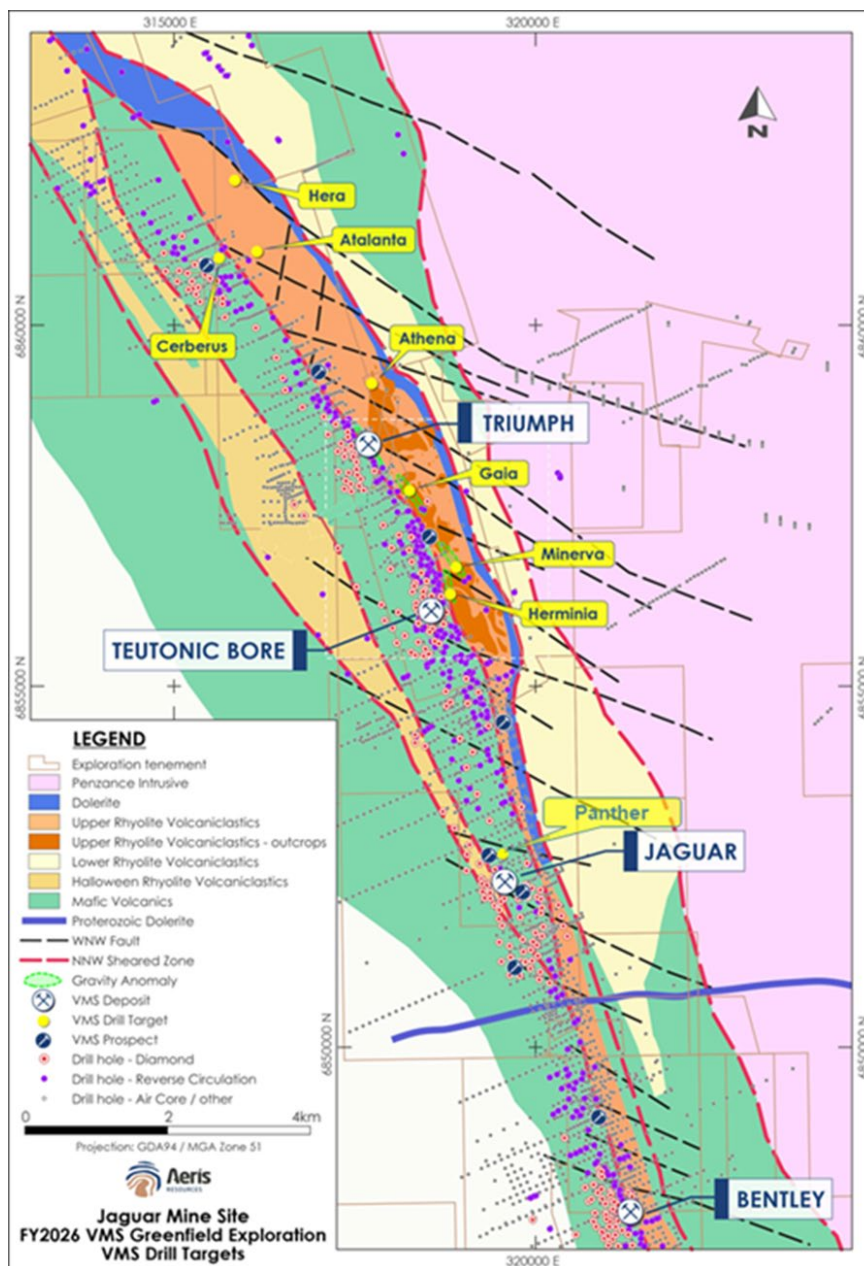 315000 E
320000 E
N
Hera
Atalanta
6860000 N
6860000 N
Cerberus
Athena
TRIUMPH
Gaia
Minerva
Herminia
TEUTONIC BORE
6855000 N
6855000 N
LEGEND
Exploration tenement
Penzance Intrusive
Dolerite
Upper Rhyolite Volcaniclastics
Upper Rhyolite Volcaniclastics - outcrops
Lower Rhyolite Volcaniclastics
Halloween Rhyolite Volcaniclastics
Mafic Volcanics
Proterozoic Dolerite
WNW Fault
NNW Sheared Zone
Gravity Anomaly
VMS Deposit
VMS Drill Target
VMS Prospect
Drill hole - Diamond
Drill hole - Reverse Circulation
Drill hole - Air Core / other
0 2 4km
Projection: GDA94 / MGA Zone 51
Aeris
RESOURCES
Jaguar Mine Site
FY2026 VMS Greenfield Exploration
VMS Drill Targets
Panther
JAGUAR
6850000 N
6850000 N
BENTLEY
320000 E